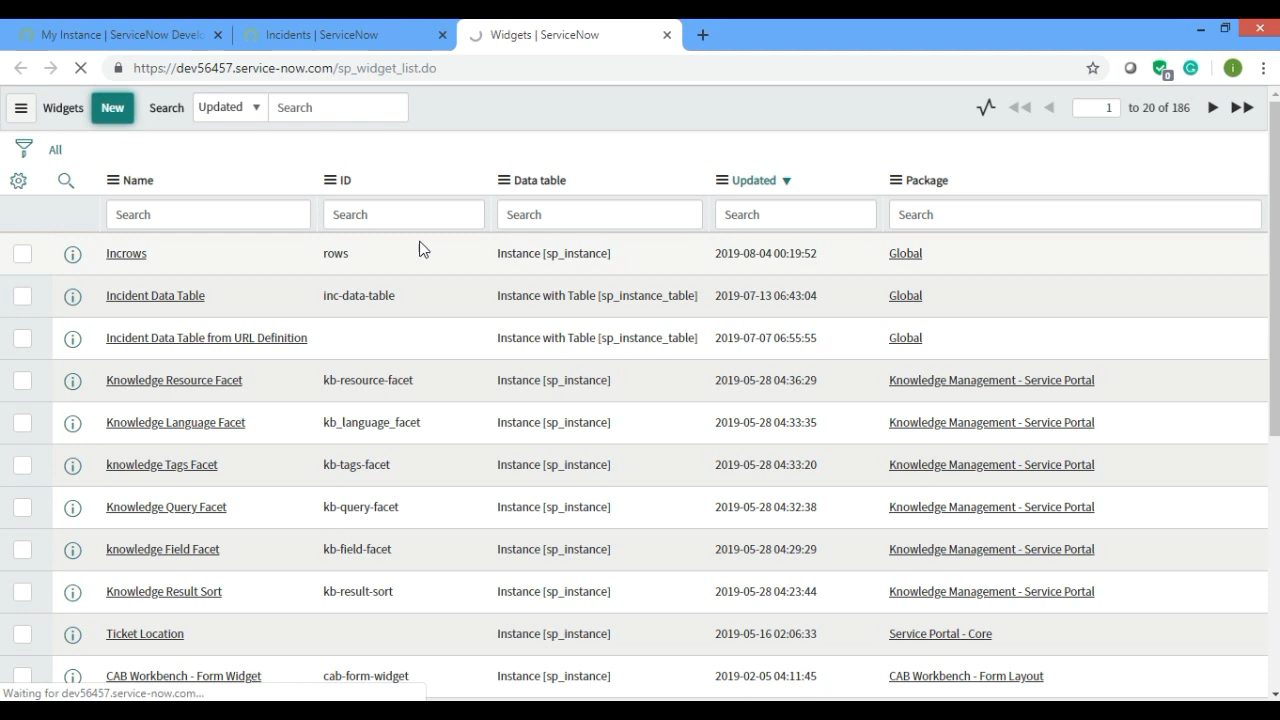 My Instance | ServiceNow Devel
Incidents | ServiceNow
Widgets | ServiceNow
https://dev56457.service-now.com/sp_widget_list.do
0
i
Widgets New Search Updated Search 1 to 20 of 186
All
Name ID Data table Updated Package
Search Search Search Search Search
Incrows rows Instance [sp_instance] 2019-08-04 00:19:52 Global
Incident Data Table inc-data-table Instance with Table [sp_instance_table] 2019-07-13 06:43:04 Global
Incident Data Table from URL Definition Instance with Table [sp_instance_table] 2019-07-07 06:55:55 Global
Knowledge Resource Facet kb-resource-facet Instance [sp_instance] 2019-05-28 04:36:29 Knowledge Management - Service Portal
Knowledge Language Facet kb_language_facet Instance [sp_instance] 2019-05-28 04:33:35 Knowledge Management - Service Portal
knowledge Tags Facet kb-tags-facet Instance [sp_instance] 2019-05-28 04:33:20 Knowledge Management - Service Portal
Knowledge Query Facet kb-query-facet Instance [sp_instance] 2019-05-28 04:32:38 Knowledge Management - Service Portal
knowledge Field Facet kb-field-facet Instance [sp_instance] 2019-05-28 04:29:29 Knowledge Management - Service Portal
Knowledge Result Sort kb-result-sort Instance [sp_instance] 2019-05-28 04:23:44 Knowledge Management - Service Portal
Ticket Location Instance [sp_instance] 2019-05-16 02:06:33 Service Portal - Core
CAB Workbench - Form Widget cab-form-widget Instance [sp_instance] 2019-02-05 04:11:45 CAB Workbench - Form Layout
Waiting for dev56457.service-now.com...